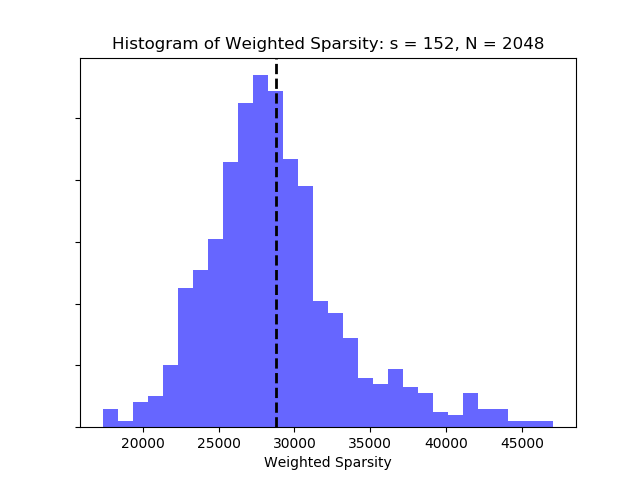 Histogram of Weighted Sparsity: s = 152, N = 2048
20000 25000 30000 35000 40000 45000
Weighted Sparsity